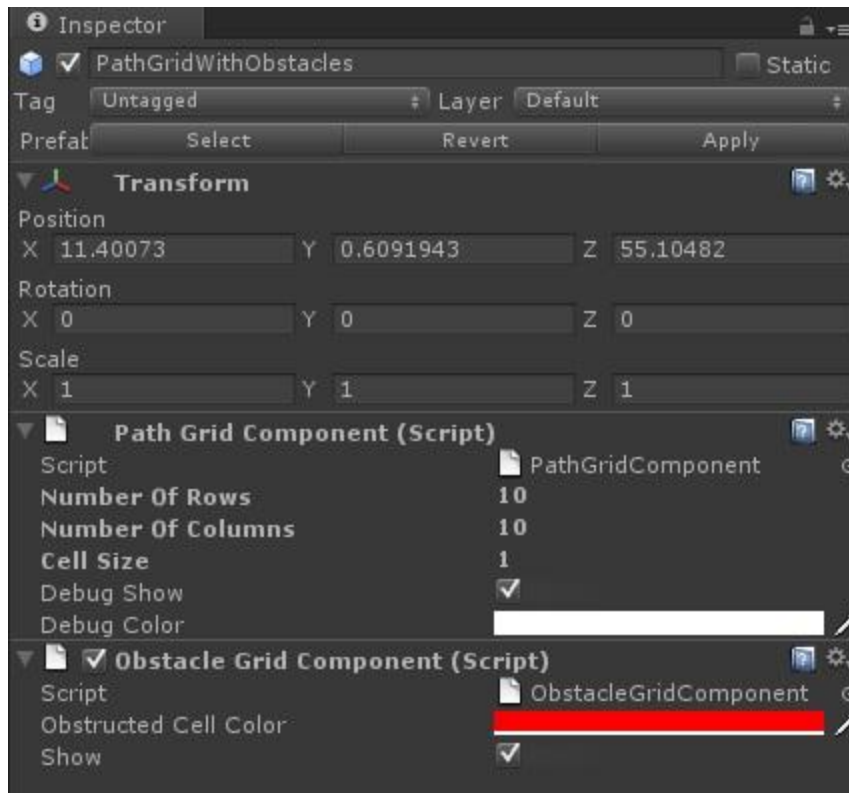 Inspector
PathGridWithObstacles Static
Tag Untagged Layer Default
Prefab Select Revert Apply
Transform
Position
X 11.40073 Y 0.6091943 Z 55.10482
Rotation
X 0 Y 0 Z 0
Scale
X 1 Y 1 Z 1
Path Grid Component (Script)
Script PathGridComponent
Number Of Rows 10
Number Of Columns 10
Cell Size 1
Debug Show
Debug Color
Obstacle Grid Component (Script)
Script ObstacleGridComponent
Obstructed Cell Color
Show